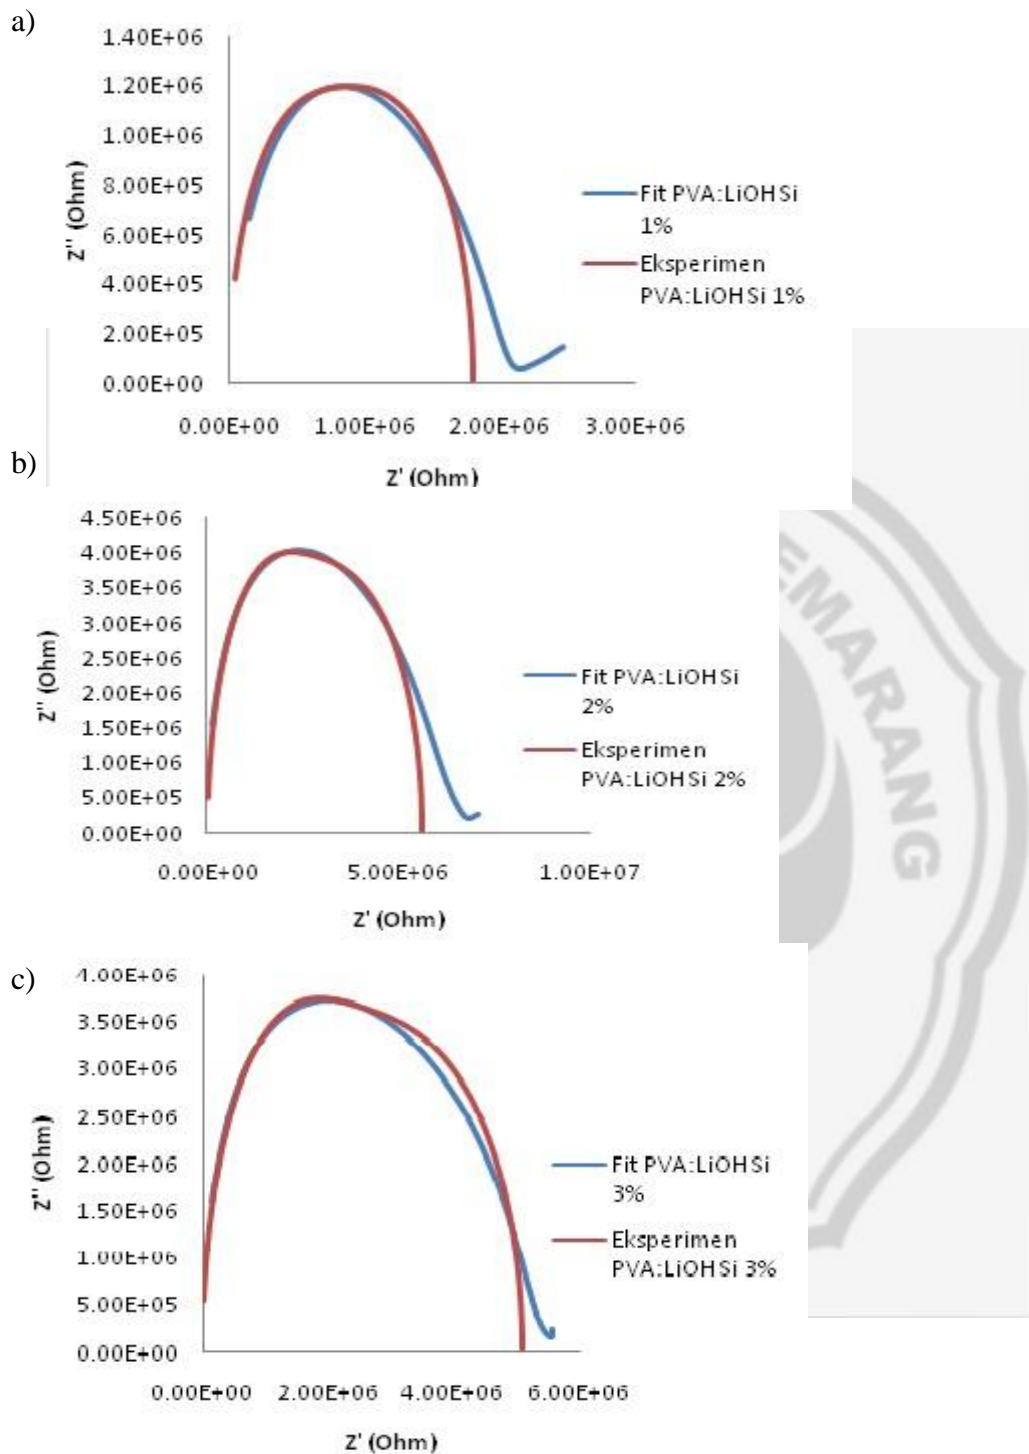 a)
1.40E+06
1.20E+06
1.00E+06
8.00E+05
6.00E+05
4.00E+05
2.00E+05
0.00E+00
Z'' (Ohm)
0.00E+00 1.00E+06 2.00E+06 3.00E+06
Z' (Ohm)
Fit PVA:LiOHSi
1%
Eksperimen
PVA:LiOHSi 1%
b)
4.50E+06
4.00E+06
3.50E+06
3.00E+06
2.50E+06
2.00E+06
1.50E+06
1.00E+06
5.00E+05
0.00E+00
Z'' (Ohm)
0.00E+00 5.00E+06 1.00E+07
Z' (Ohm)
Fit PVA:LiOHSi
2%
Eksperimen
PVA:LiOHSi 2%
c)
4.00E+06
3.50E+06
3.00E+06
2.50E+06
2.00E+06
1.50E+06
1.00E+06
5.00E+05
0.00E+00
Z'' (Ohm)
0.00E+00 2.00E+06 4.00E+06 6.00E+06
Z' (Ohm)
Fit PVA:LiOHSi
3%
Eksperimen
PVA:LiOHSi 3%
EMARANG